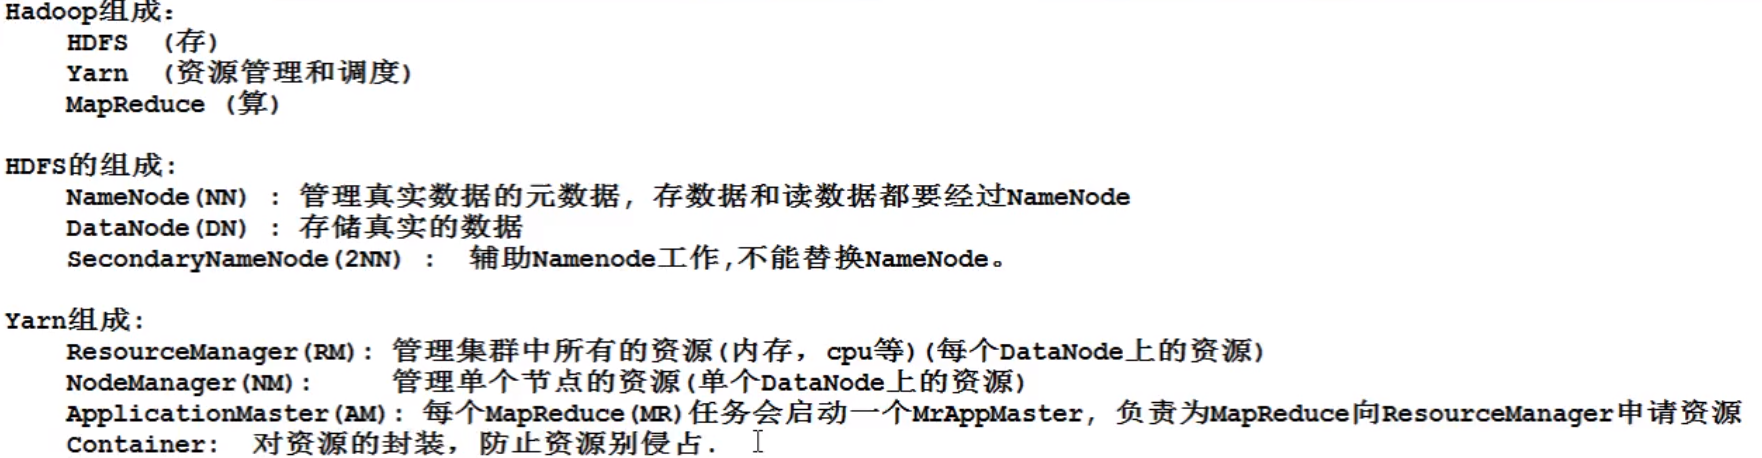 Hadoop组成:
HDFS （存）
Yarn （资源管理和调度）
MapReduce （算）
HDFS的组成:
NameNode(NN) : 管理真实数据的元数据, 存数据和读数据都要经过NameNode
DataNode(DN) : 存储真实的数据
SecondaryNameNode(2NN) : 辅助Namenode工作,不能替换NameNode。
Yarn组成:
ResourceManager(RM): 管理集群中所有的资源(内存，cpu等)(每个DataNode上的资源)
NodeManager(NM): 管理单个节点的资源(单个DataNode上的资源)
ApplicationMaster(AM): 每个MapReduce(MR)任务会启动一个MrAppMaster, 负责为MapReduce向ResourceManager申请资源
Container: 对资源的封装，防止资源别侵占.